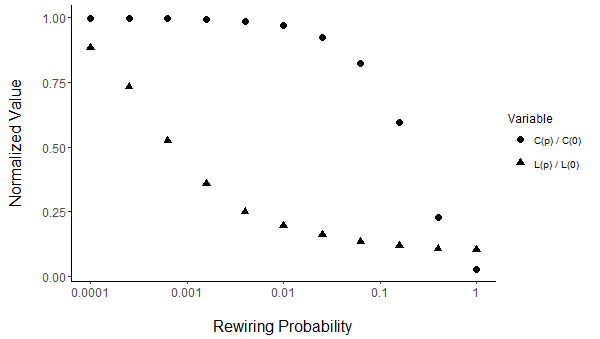 1.00
0.75
0.50
0.25
0.00
Normalized Value
0.0001
0.001
0.01
0.1
1
Rewiring Probability
Variable
C(p) / C(0)
L(p) / L(0)